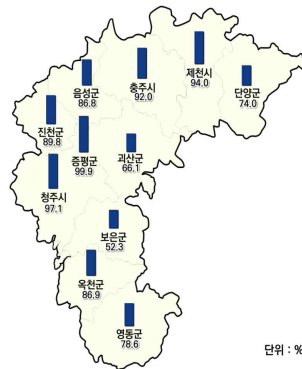 제천시
94.0
충주시
92.0
음성군
86.8
단양군
74.0
진천군
89.8
증평군
99.9
괴산군
66.1
청주시
97.1
보은군
52.3
옥천군
86.9
영동군
78.6
단위 : %